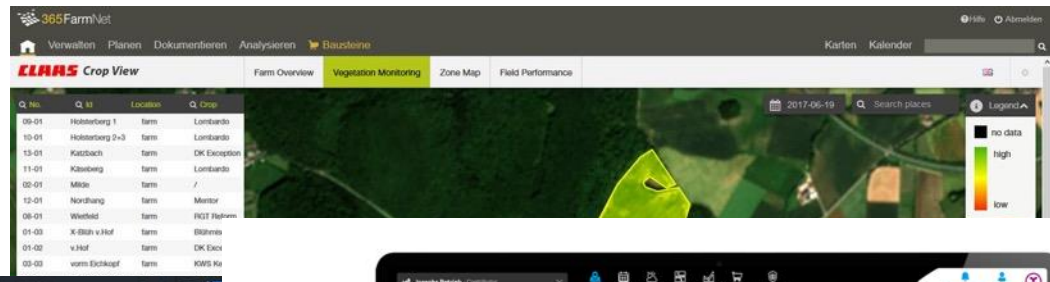 365FarmNet
Hilfe Abmelden
Verwalten Planen Dokumentieren Analysieren Bausteine
Karten Kalender
CLAAS Crop View
Farm Overview Vegetation Monitoring Zone Map Field Performance
No. Id Location Crop
2017-06-19 Search places Legend
09-01 Holsterberg 1 farm Lombardo
no data
10-01 Holsterberg 2+3 farm Lombardo
high
13-01 Katzbach farm DK Exception
11-01 Käseberg farm Lombardo
02-01 Milde farm /
12-01 Nordhang farm Mentor
low
08-01 Wietfeld farm RGT Reform
01-03 X-Blüh v.Hof farm
01-02 v.Hof farm DK Exce
03-03 vorm Eichkopf farm KWS Ke